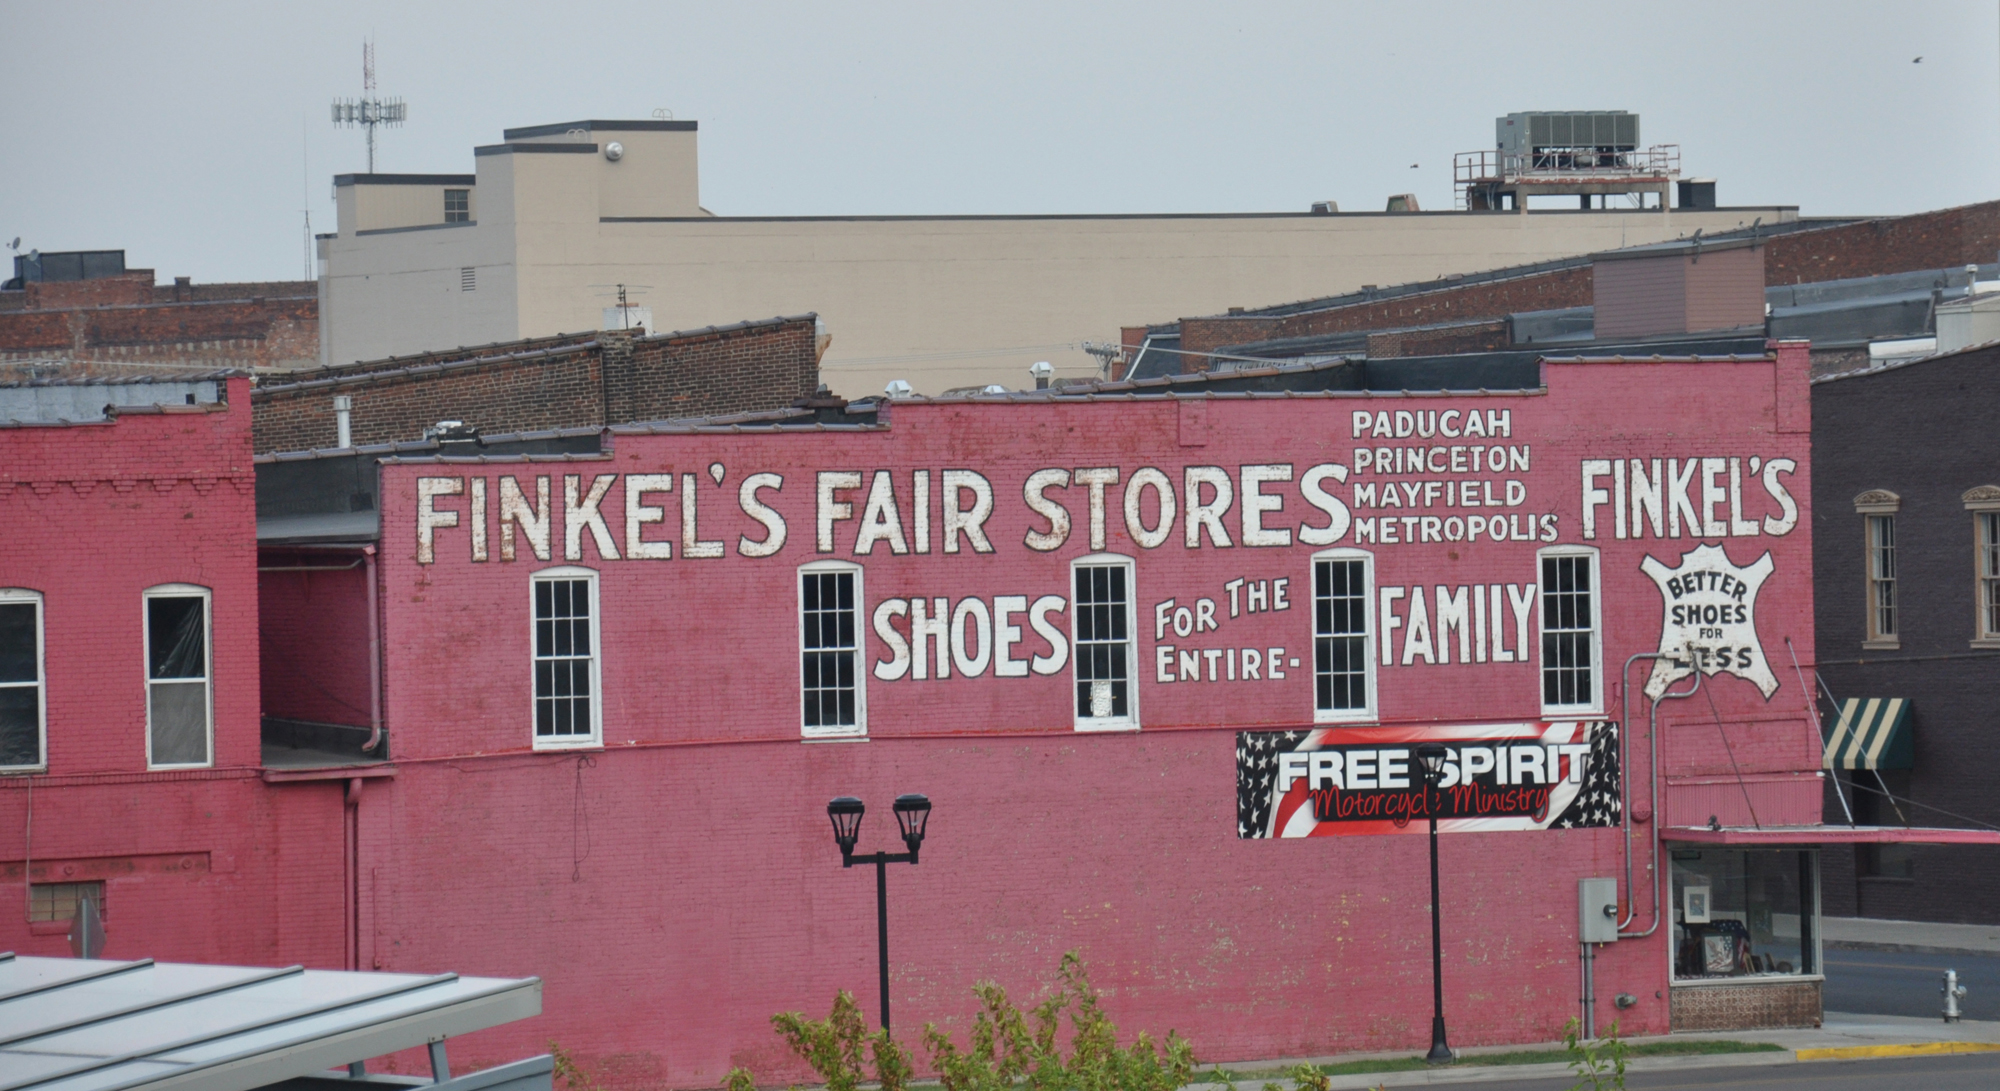 FINKEL'S FAIR STORES
PADUCAH
PRINCETON
MAYFIELD
METROPOLIS
FINKEL'S
SHOES
FOR THE
ENTIRE-
FAMILY
BETTER
SHOES
FOR
LESS
FREE SPIRIT
Motorcycle Ministry